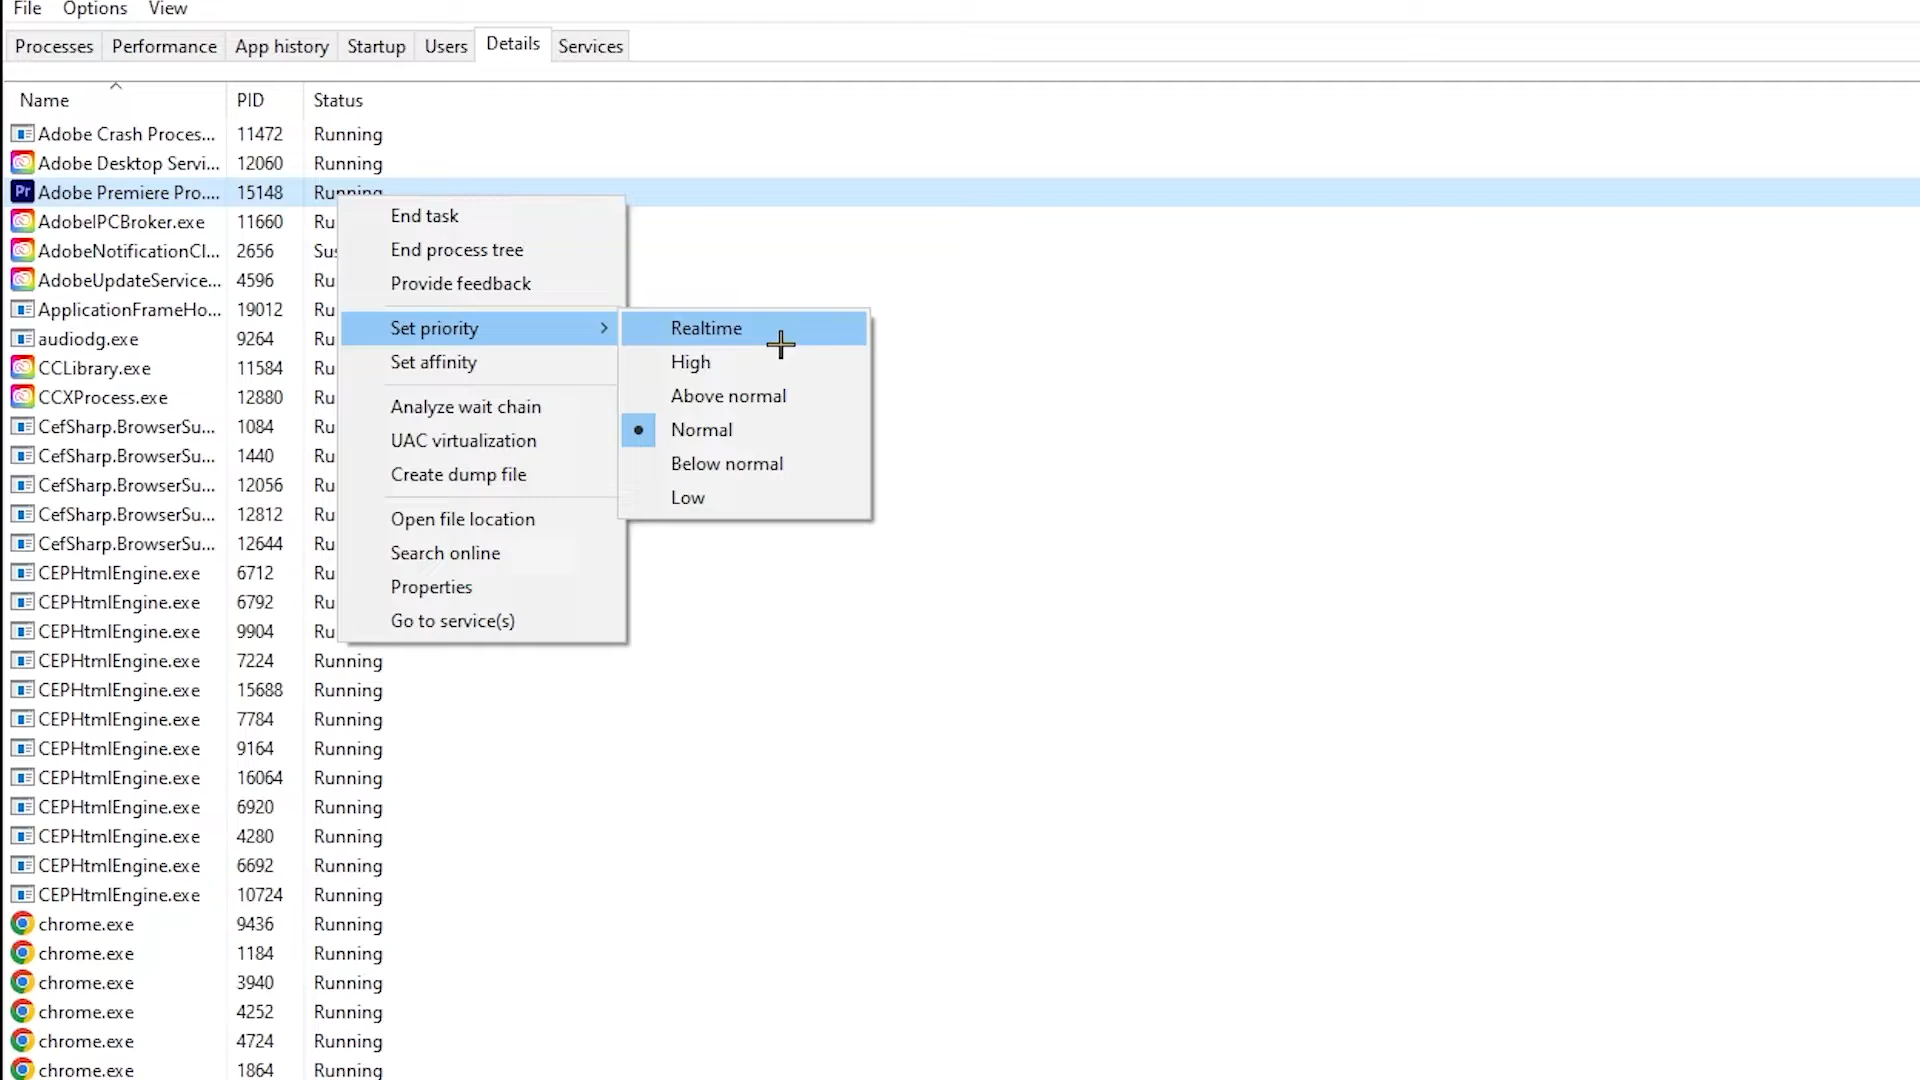 File Options View
Processes Performance App history Startup Users Details Services
Name PID Status
Adobe Crash Proces... 11472 Running
Adobe Desktop Servi... 12060 Running
Pr Adobe Premiere Pro.... 15148 Running
AdobeIPCBroker.exe 11660 Ru
AdobeNotificationCl... 2656 Sus
AdobeUpdateService... 4596 Ru
ApplicationFrameHo... 19012 Ru
audiodg.exe 9264 Ru
CCLibrary.exe 11584 Ru
CCXProcess.exe 12880 Ru
CefSharp.BrowserSu... 1084 Ru
CefSharp.BrowserSu... 1440 Ru
CefSharp.BrowserSu... 12056 Ru
CefSharp.BrowserSu... 12812 Ru
CefSharp.BrowserSu... 12644 Ru
CEPHtmlEngine.exe 6712 Ru
CEPHtmlEngine.exe 6792 Ru
CEPHtmlEngine.exe 9904 Ru
CEPHtmlEngine.exe 7224 Running
CEPHtmlEngine.exe 15688 Running
CEPHtmlEngine.exe 7784 Running
CEPHtmlEngine.exe 9164 Running
CEPHtmlEngine.exe 16064 Running
CEPHtmlEngine.exe 6920 Running
CEPHtmlEngine.exe 4280 Running
CEPHtmlEngine.exe 6692 Running
CEPHtmlEngine.exe 10724 Running
chrome.exe 9436 Running
chrome.exe 1184 Running
chrome.exe 3940 Running
chrome.exe 4252 Running
chrome.exe 4724 Running
chrome.exe 1864 Running
End task
End process tree
Provide feedback
Set priority
Set affinity
Analyze wait chain
UAC virtualization
Create dump file
Open file location
Search online
Properties
Go to service(s)
Realtime
High
Above normal
Normal
Below normal
Low